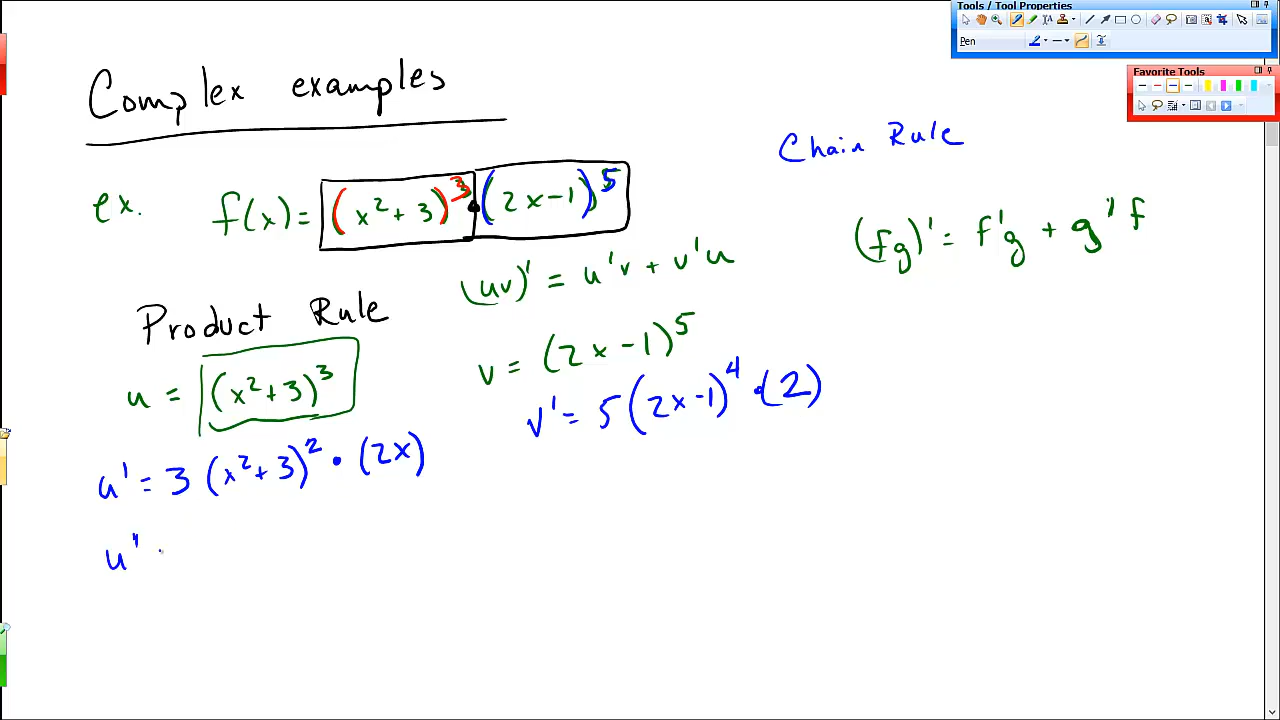 Tools / Tool Properties
Pen
Favorite Tools
Complex examples
Chain Rule
ex. f(x) = (x² + 3)³ · (2x - 1)⁵
(fg)' = f'g + g'f
(uv)' = u'v + v'u
Product Rule
u = (x² + 3)³
v = (2x - 1)⁵
v' = 5(2x - 1)⁴ · (2)
u' = 3(x² + 3)² · (2x)
u'